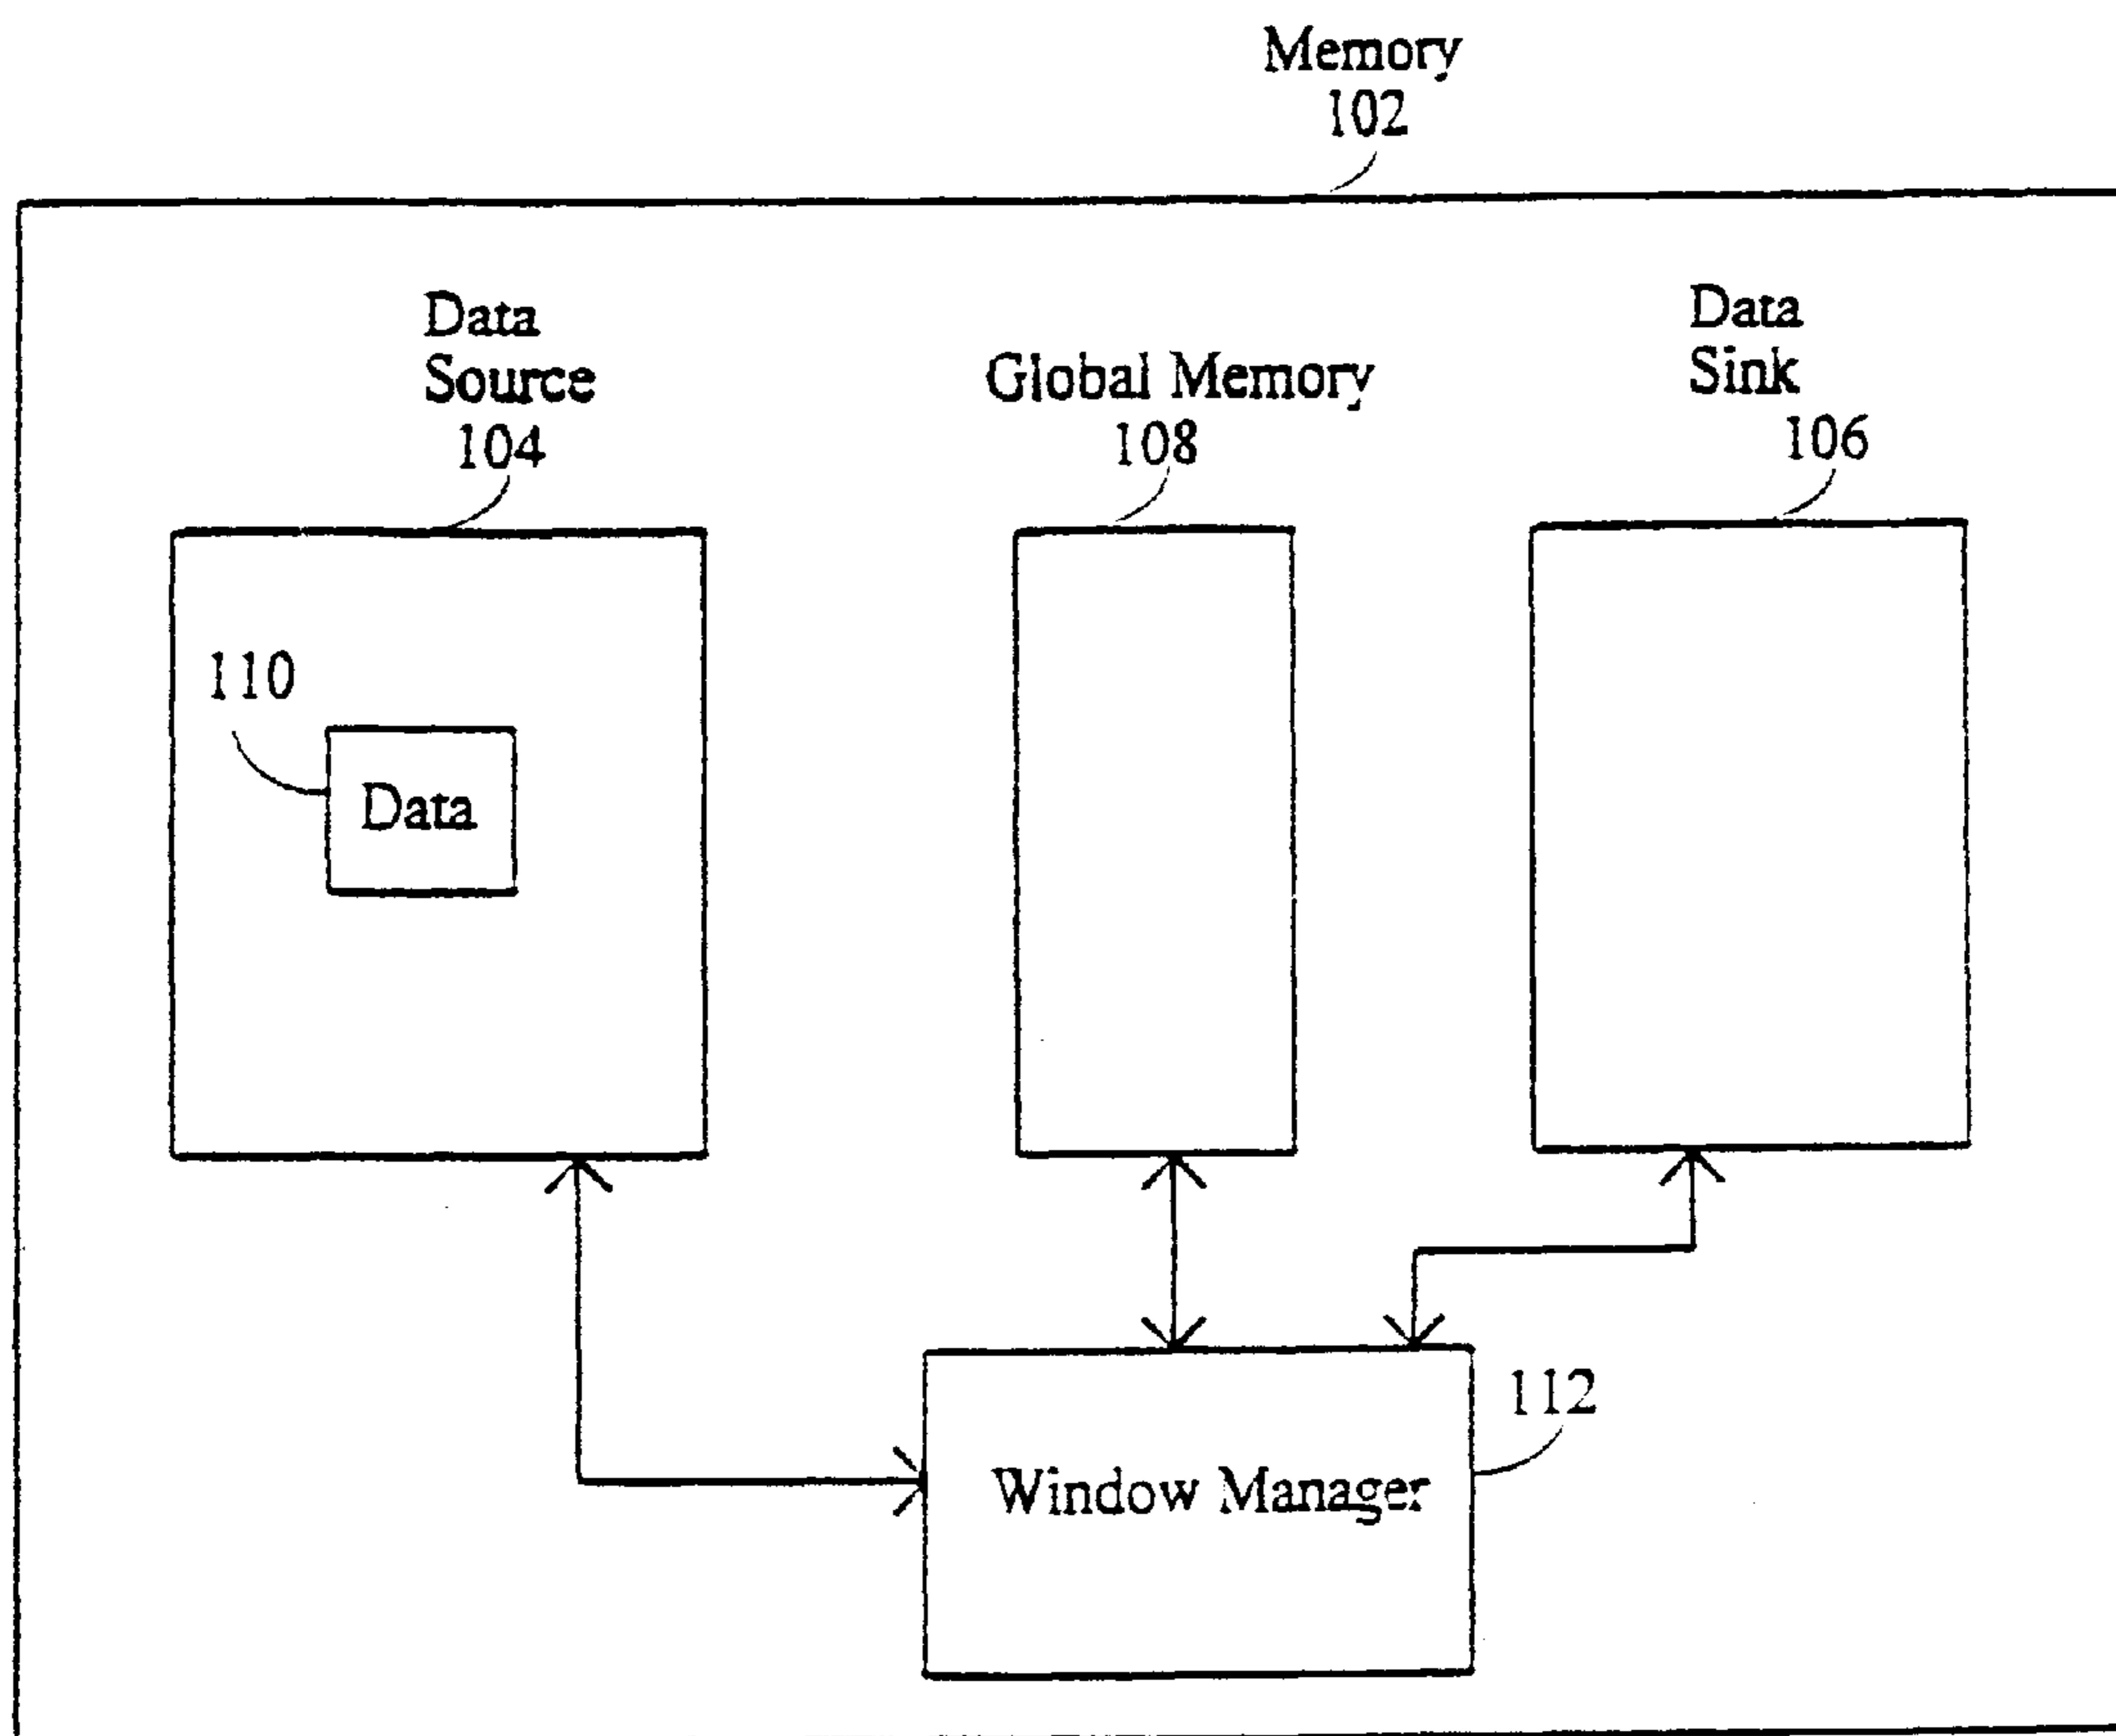 Memory
102
Data
Source
104
Global Memory
108
Data
Sink
106
110
Data
112
Window Manager